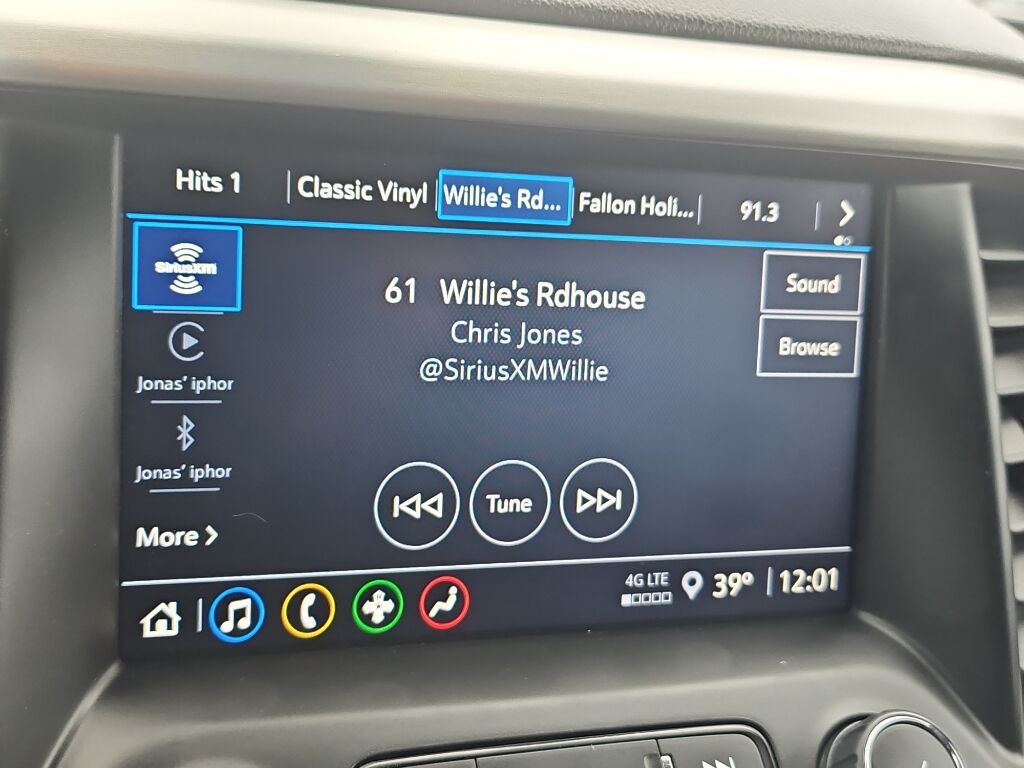 Hits 1
Classic Vinyl
Willie's Rd...
Fallon Holi...
91.3
SiriusXM
Sound
61 Willie's Rdhouse
Chris Jones
Browse
@SiriusXMWillie
Jonas' iphor
Jonas' iphor
Tune
More
4G LTE
39°
12:01